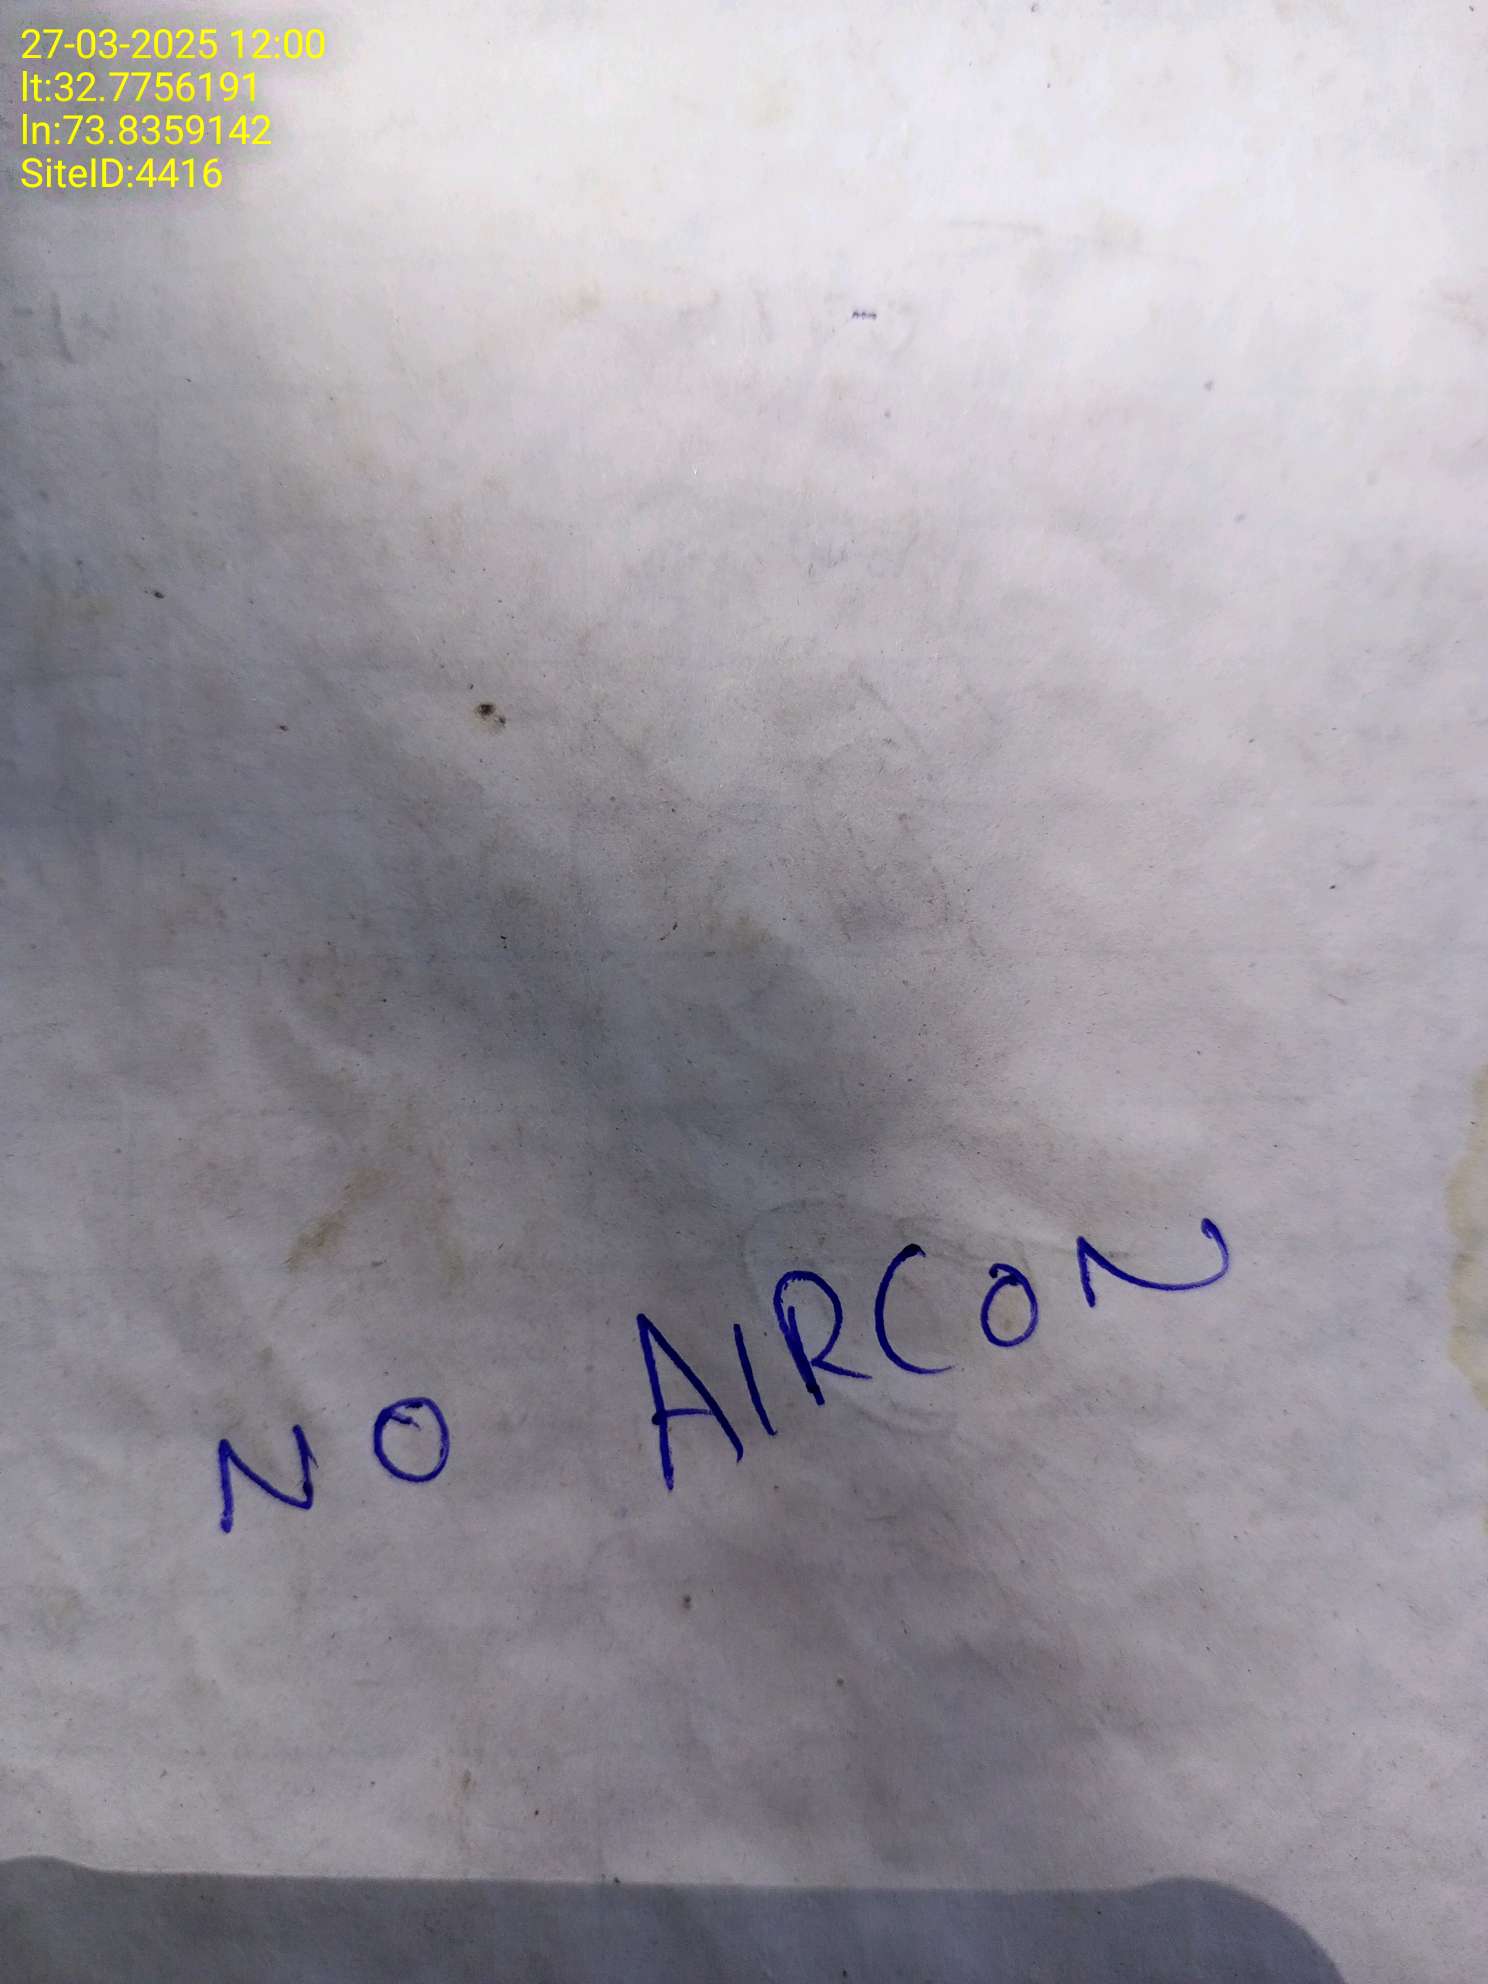 27-03-2025 12:00
lt:32.7756191
ln:73.8359142
SiteID:4416
NO AIRCON